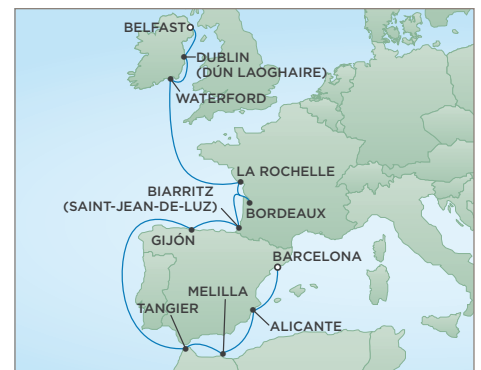 BELFAST
DUBLIN
(DÚN LAOGHAIRE)
WATERFORD
LA ROCHELLE
BIARRITZ
(SAINT-JEAN-DE-LUZ)
BORDEAUX
GIJÓN
BARCELONA
MELILLA
TANGIER
ALICANTE